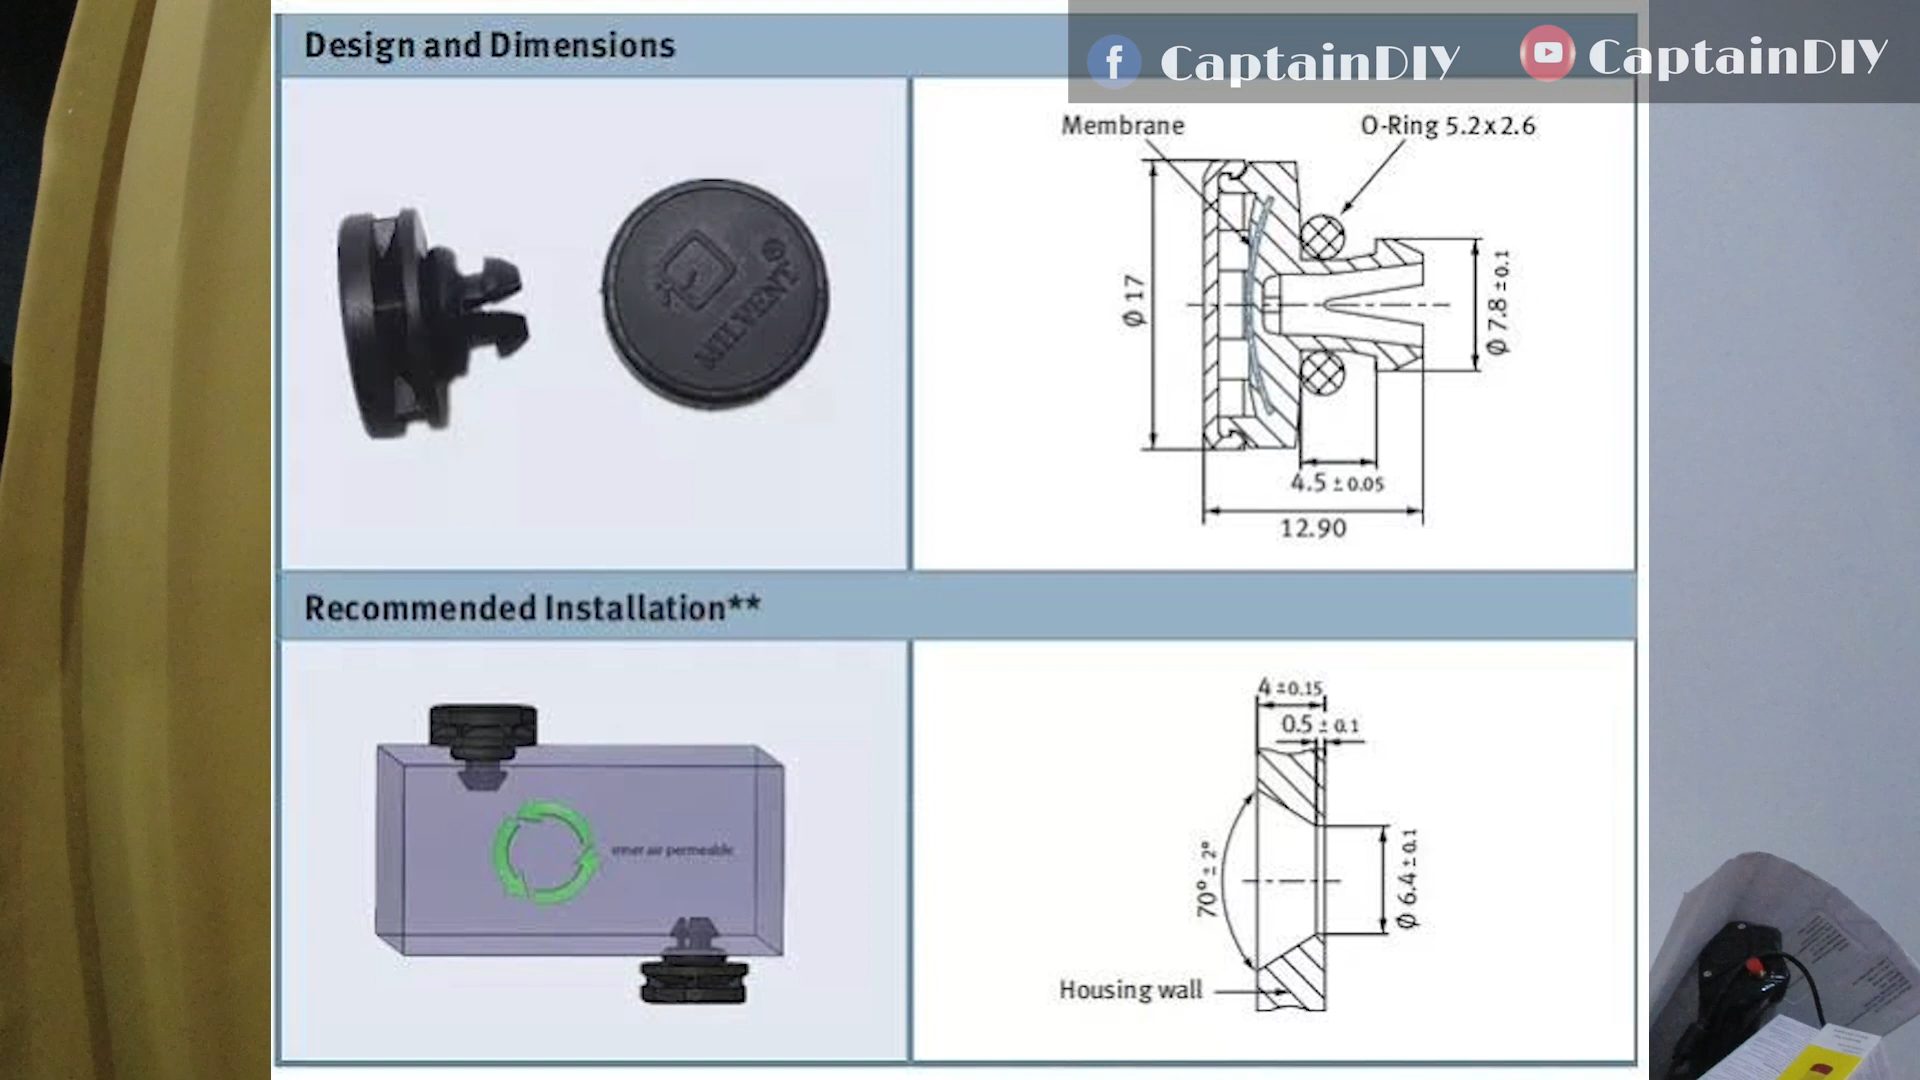 Design and Dimensions
CaptainDIY
CaptainDIY
MILVENT®
Membrane
O-Ring 5.2x2.6
Ø 17
Ø 7.8 ±0.1
4.5 ±0.05
12.90
Recommended Installation**
inner air permeable
4 ±0.15
0.5 ± 0.1
70° ± 2°
Ø 6.4 ±0.1
Housing wall